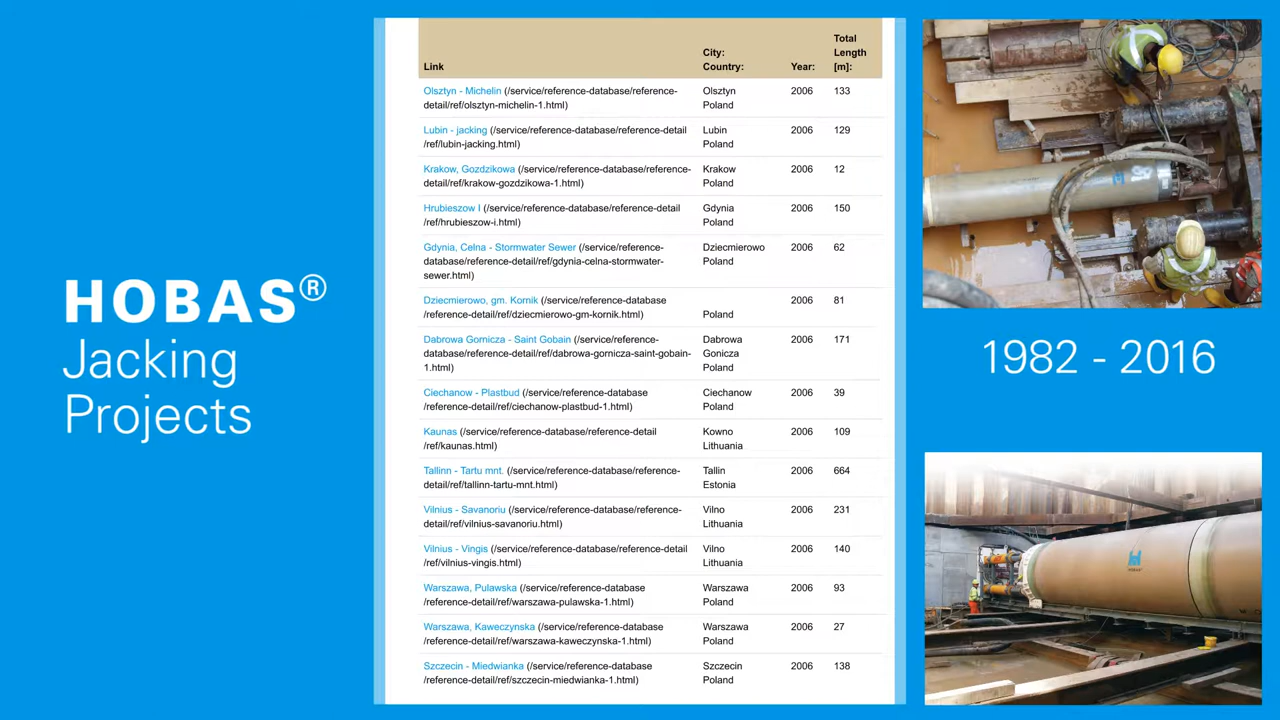 HOBAS®
Jacking
Projects
Link
City:
Country:
Year:
Total
Length
[m]:
Olsztyn - Michelin (/service/reference-database/reference-
detail/ref/olsztyn-michelin-1.html)
Olsztyn
Poland
2006
133
Lubin - jacking (/service/reference-database/reference-detail
/ref/lubin-jacking.html)
Lubin
Poland
2006
129
Krakow, Gozdzikowa (/service/reference-database/reference-
detail/ref/krakow-gozdzikowa-1.html)
Krakow
Poland
2006
12
Hrubieszow I (/service/reference-database/reference-detail
/ref/hrubieszow-i.html)
Gdynia
Poland
2006
150
Gdynia, Celna - Stormwater Sewer (/service/reference-
database/reference-detail/ref/gdynia-celna-stormwater-
sewer.html)
Dziecmierowo
Poland
2006
62
Dziecmierowo, gm. Kornik (/service/reference-database
/reference-detail/ref/dziecmierowo-gm-kornik.html)
Poland
2006
81
Dabrowa Gornicza - Saint Gobain (/service/reference-
database/reference-detail/ref/dabrowa-gornicza-saint-gobain-
1.html)
Dabrowa
Gonicza
Poland
2006
171
Ciechanow - Plastbud (/service/reference-database
/reference-detail/ref/ciechanow-plastbud-1.html)
Ciechanow
Poland
2006
39
Kaunas (/service/reference-database/reference-detail
/ref/kaunas.html)
Kowno
Lithuania
2006
109
Tallinn - Tartu mnt. (/service/reference-database/reference-
detail/ref/tallinn-tartu-mnt.html)
Tallin
Estonia
2006
664
Vilnius - Savanoriu (/service/reference-database/reference-
detail/ref/vilnius-savanoriu.html)
Vilno
Lithuania
2006
231
Vilnius - Vingis (/service/reference-database/reference-detail
/ref/vilnius-vingis.html)
Vilno
Lithuania
2006
140
Warszawa, Pulawska (/service/reference-database
/reference-detail/ref/warszawa-pulawska-1.html)
Warszawa
Poland
2006
93
Warszawa, Kaweczynska (/service/reference-database
/reference-detail/ref/warszawa-kaweczynska-1.html)
Warszawa
Poland
2006
27
Szczecin - Miedwianka (/service/reference-database
/reference-detail/ref/szczecin-miedwianka-1.html)
Szczecin
Poland
2006
138
1982 - 2016
HOBAS